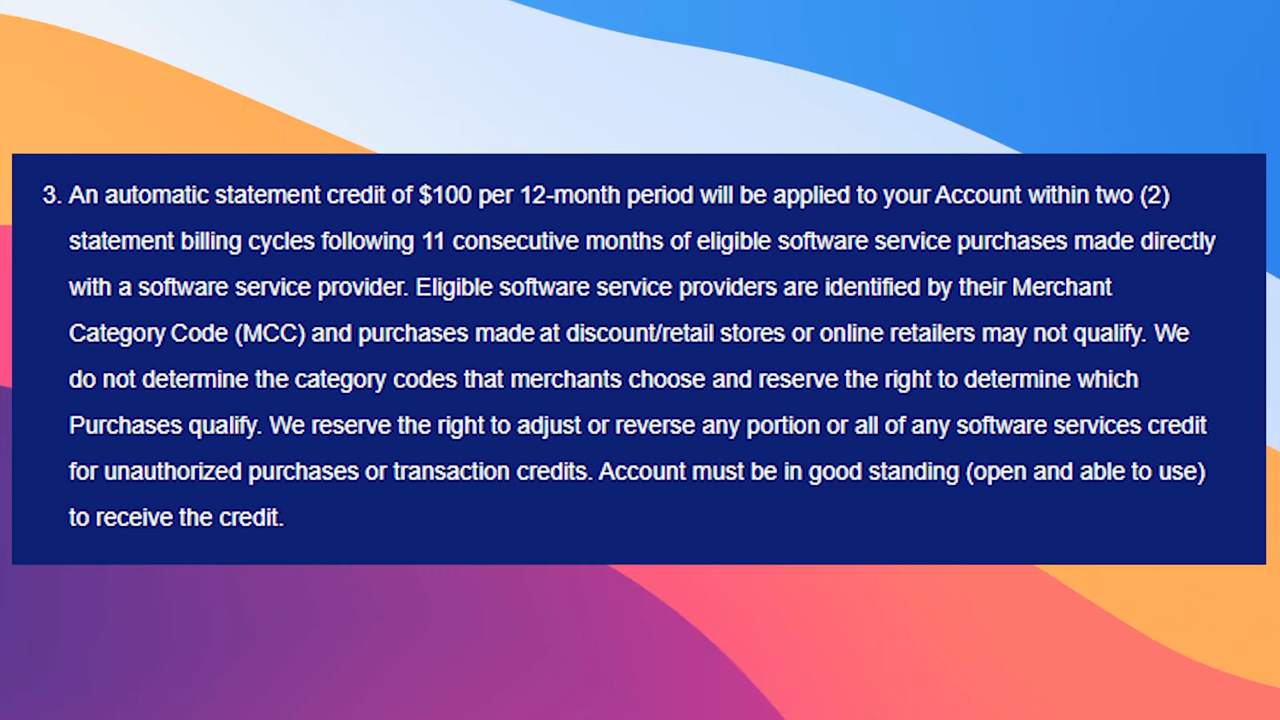 3. An automatic statement credit of $100 per 12-month period will be applied to your Account within two (2)
statement billing cycles following 11 consecutive months of eligible software service purchases made directly
with a software service provider. Eligible software service providers are identified by their Merchant
Category Code (MCC) and purchases made at discount/retail stores or online retailers may not qualify. We
do not determine the category codes that merchants choose and reserve the right to determine which
Purchases qualify. We reserve the right to adjust or reverse any portion or all of any software services credit
for unauthorized purchases or transaction credits. Account must be in good standing (open and able to use)
to receive the credit.